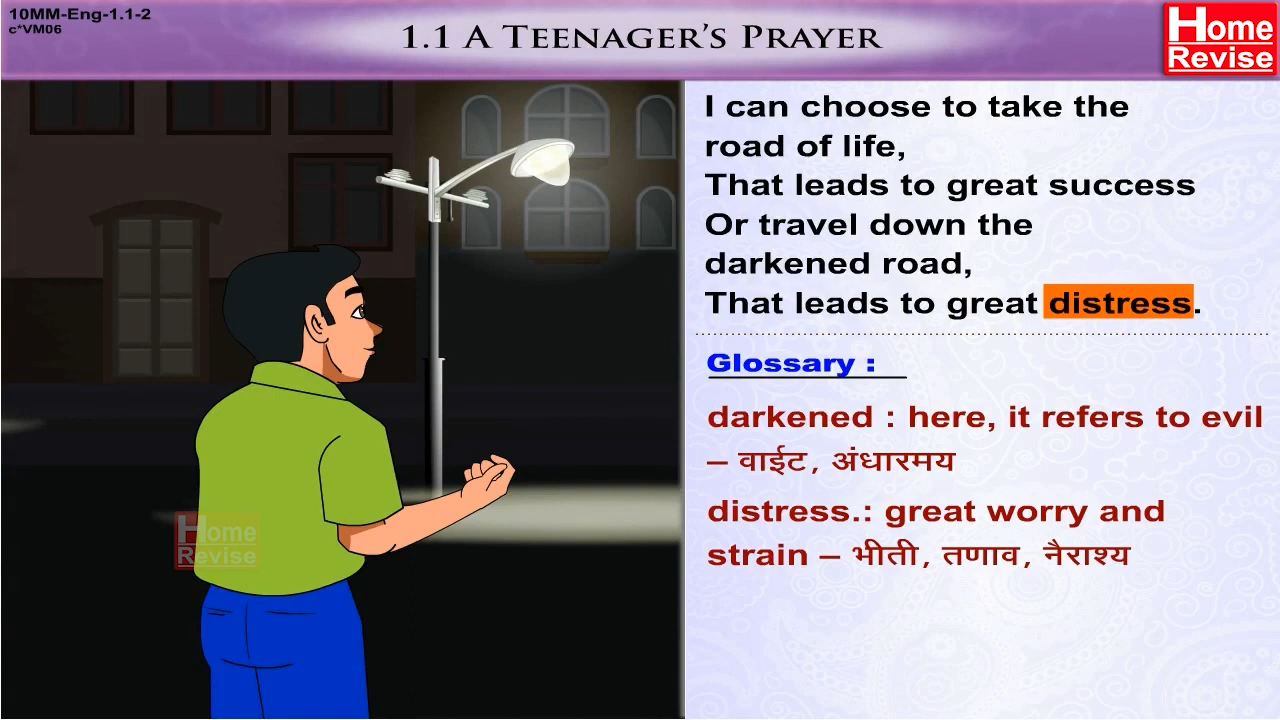 10MM-Eng-1.1-2
c*VM06
1.1 A TEENAGER'S PRAYER
Home
Revise
I can choose to take the
road of life,
That leads to great success
Or travel down the
darkened road,
That leads to great distress.
Glossary :
darkened : here, it refers to evil
– वाईट, अंधारमय
distress.: great worry and
strain – भीती, तणाव, नैराश्य
Home
Revise